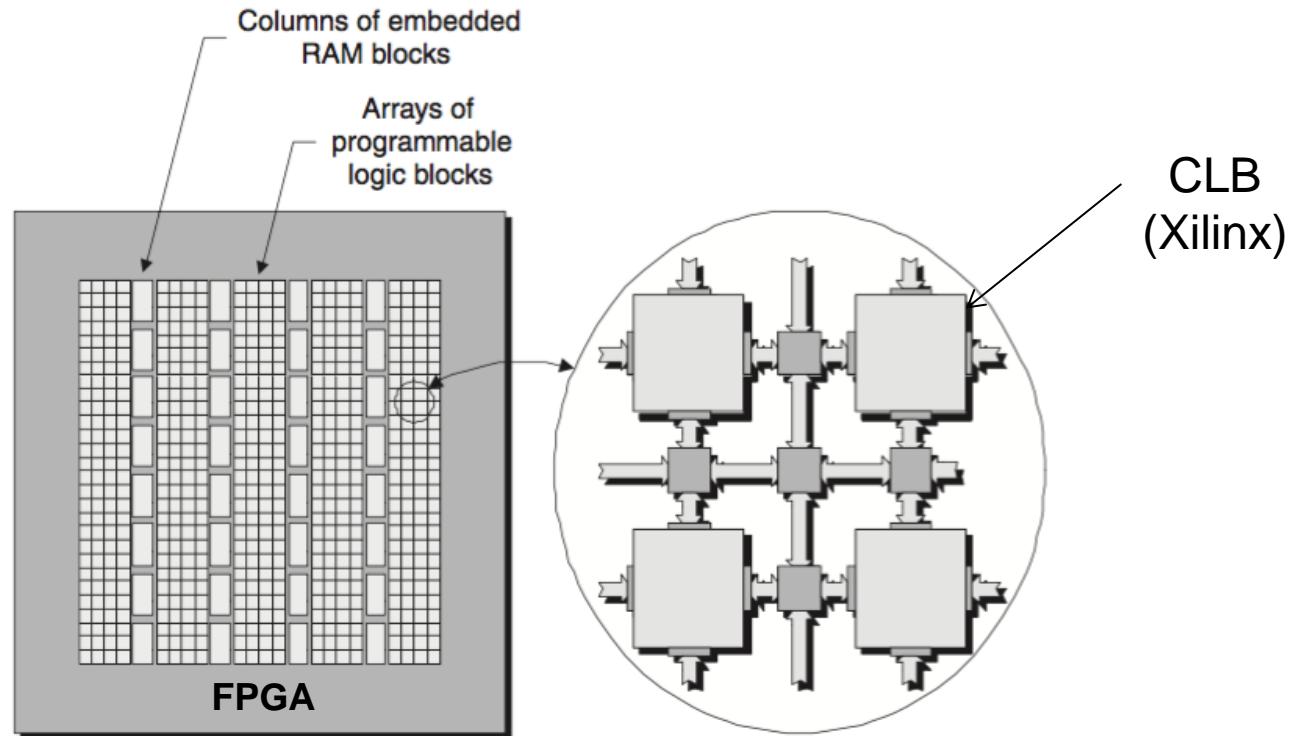 Columns of embedded
RAM blocks
Arrays of
programmable
logic blocks
CLB
(Xilinx)
FPGA